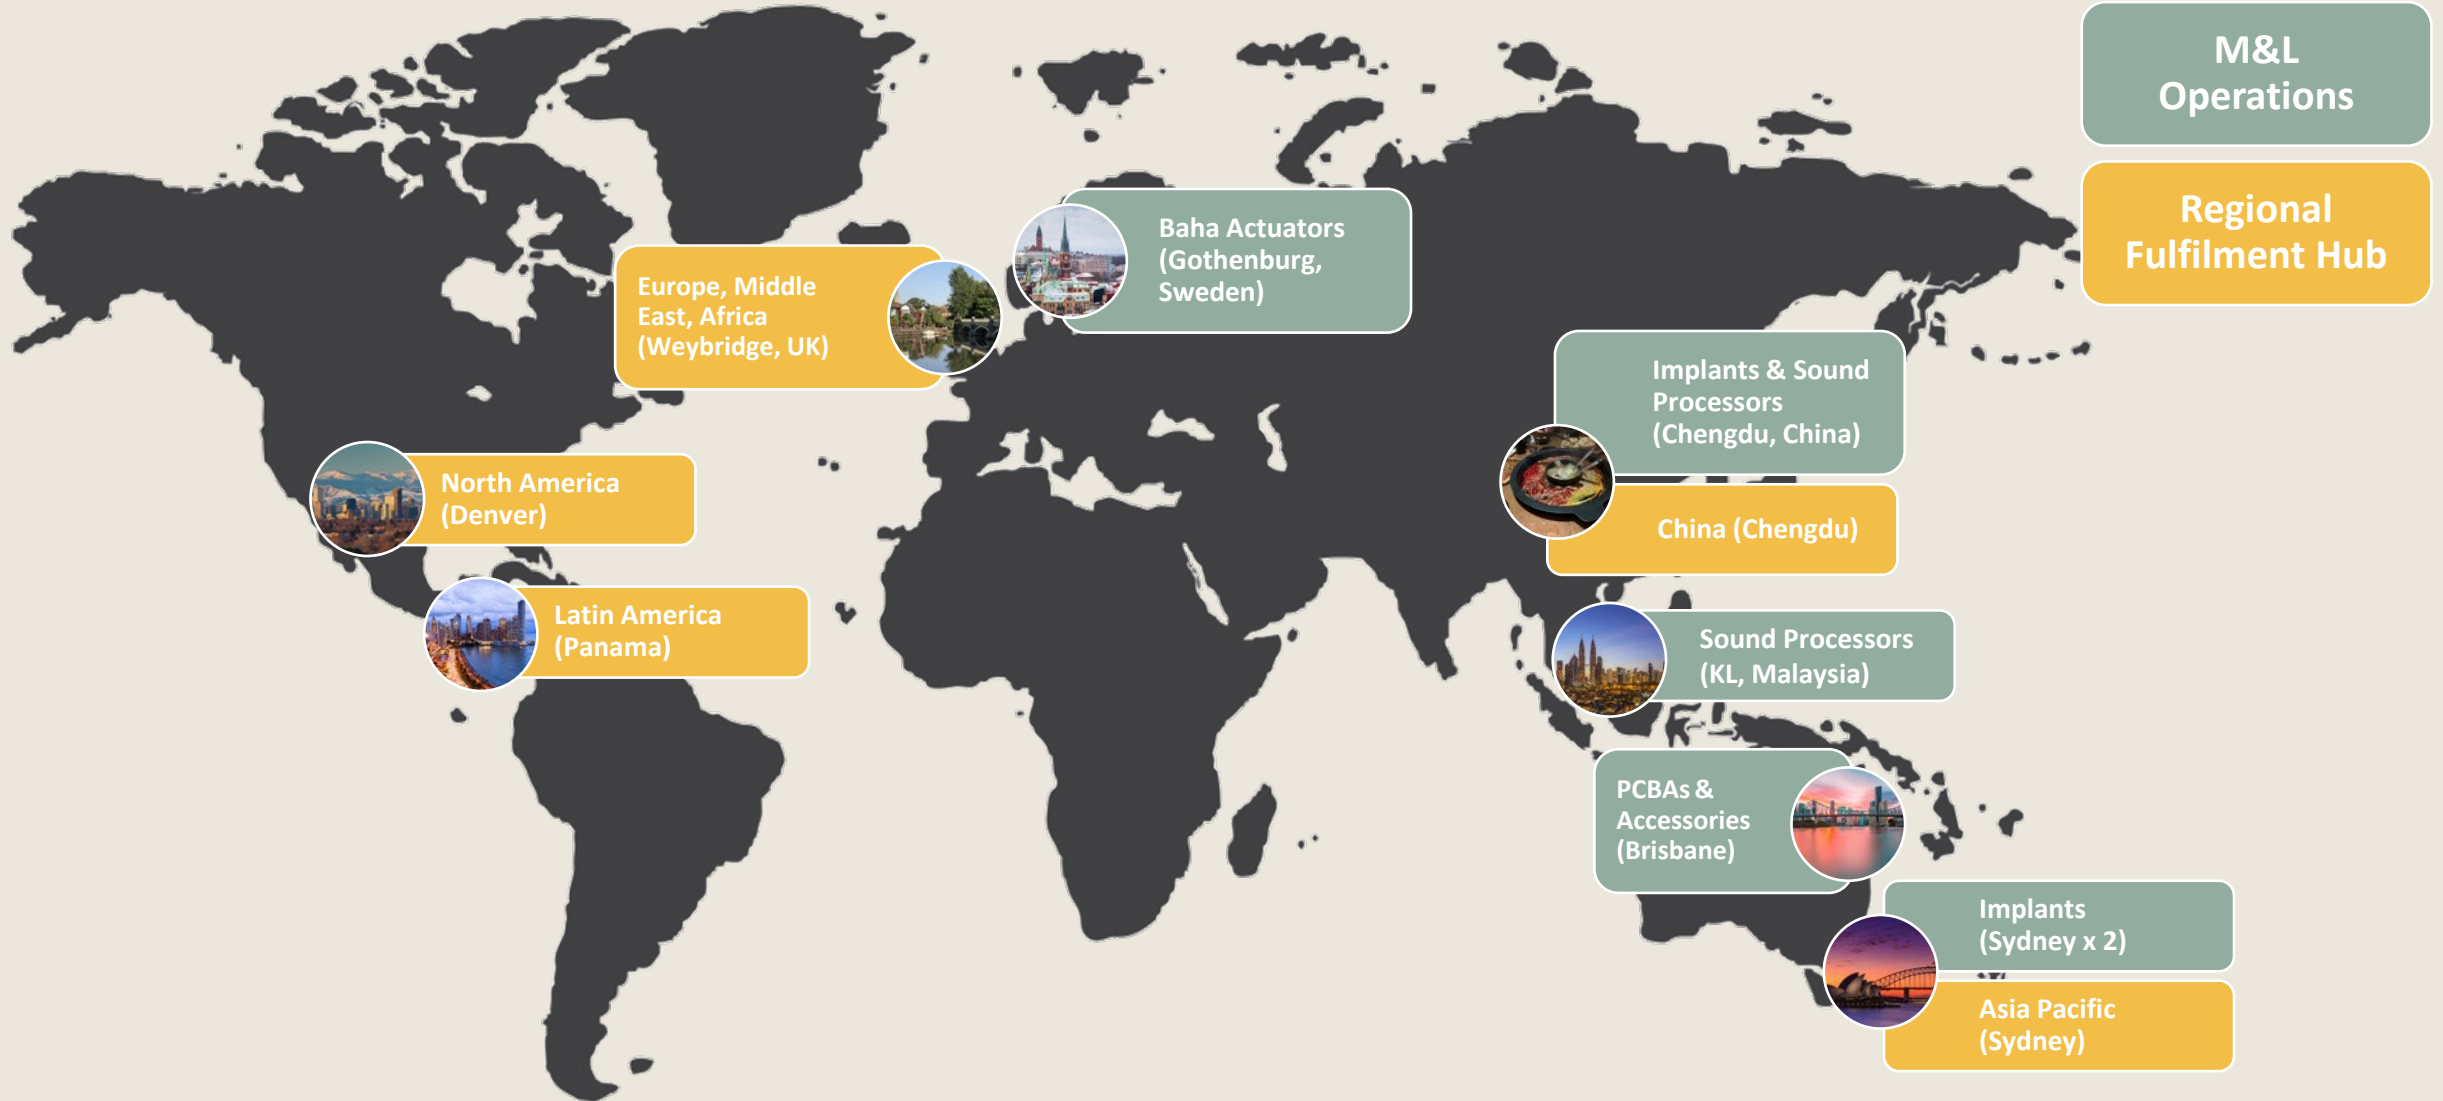 M&L
Operations
Regional
Fulfilment Hub
Baha Actuators
(Gothenburg,
Sweden)
Europe, Middle
East, Africa
(Weybridge, UK)
Implants & Sound
Processors
(Chengdu, China)
China (Chengdu)
North America
(Denver)
Latin America
(Panama)
Sound Processors
(KL, Malaysia)
PCBAs &
Accessories
(Brisbane)
Implants
(Sydney x 2)
Asia Pacific
(Sydney)